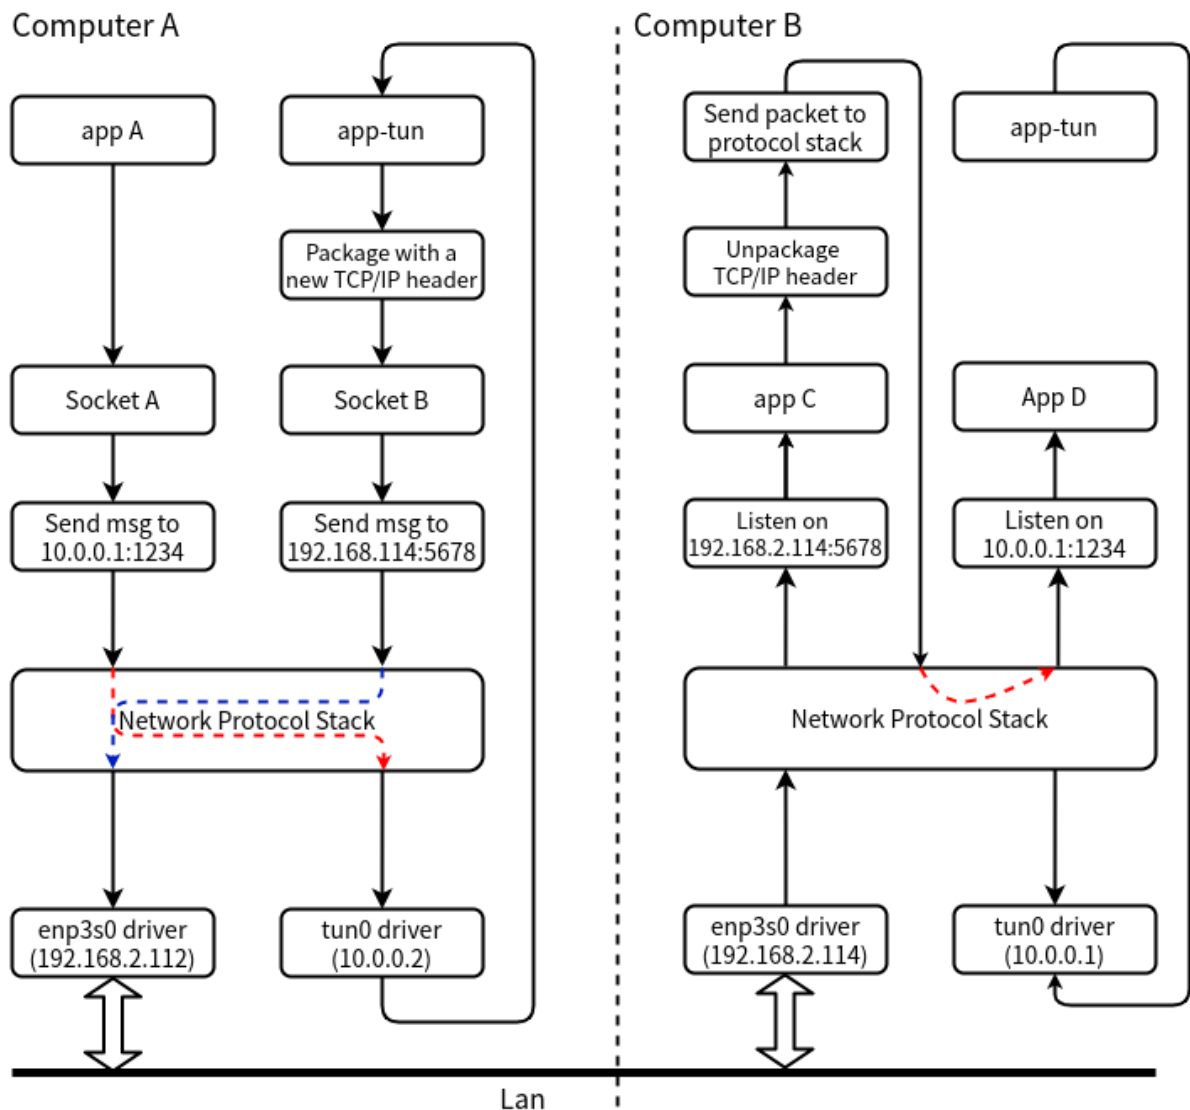 Computer A
app A
app-tun
Package with a
new TCP/IP header
Socket A
Socket B
Send msg to
10.0.0.1:1234
Send msg to
192.168.114:5678
Network Protocol Stack
enp3s0 driver
(192.168.2.112)
tun0 driver
(10.0.0.2)
Computer B
Send packet to
protocol stack
app-tun
Unpackage
TCP/IP header
app C
App D
Listen on
192.168.2.114:5678
Listen on
10.0.0.1:1234
Network Protocol Stack
enp3s0 driver
(192.168.2.114)
tun0 driver
(10.0.0.1)
Lan